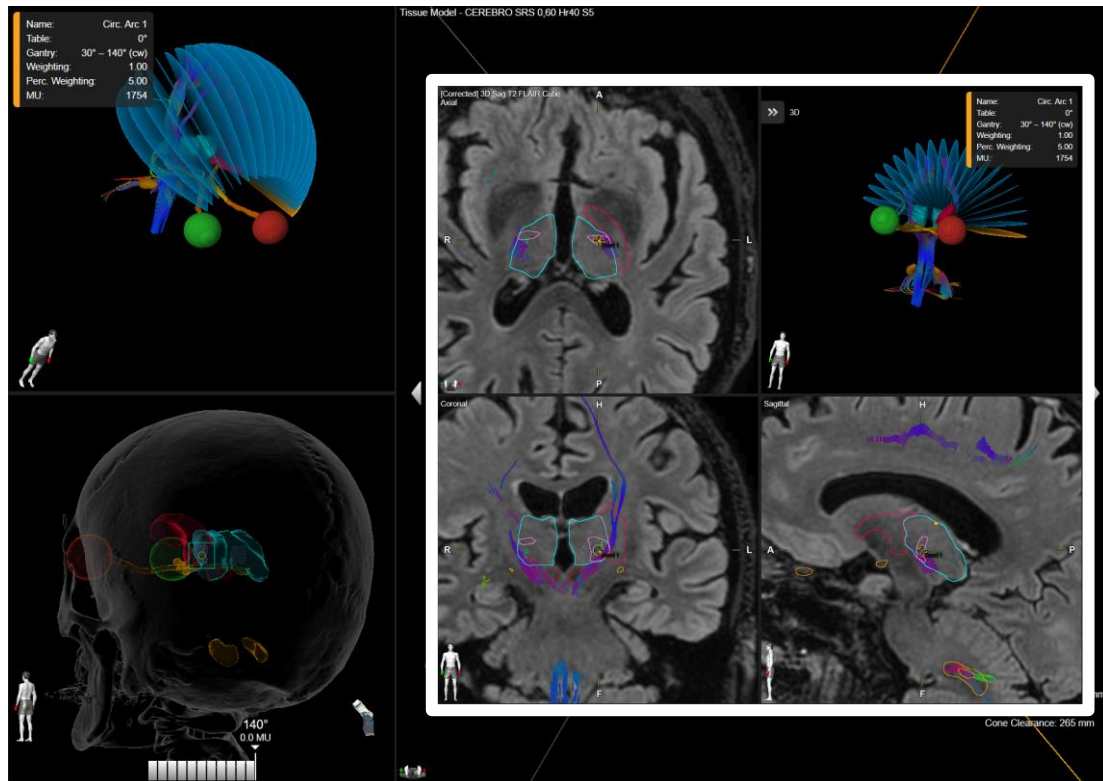 Tissue Model - CEREBRO SRS 0,60 Hr40 S5
Name: Circ. Arc 1
Table: 0°
Gantry: 30° – 140° (cw)
Weighting: 1.00
Perc. Weighting: 5.00
MU: 1754
[Corrected] 3D Sag T2 FLAIR Cube
Axial
A
R
L
P
3D
Name: Circ. Arc 1
Table: 0°
Gantry: 30° – 140° (cw)
Weighting: 1.00
Perc. Weighting: 5.00
MU: 1754
Coronal
H
R
L
F
Sagittal
H
A
P
F
140°
0.0 MU
mm
Cone Clearance: 265 mm